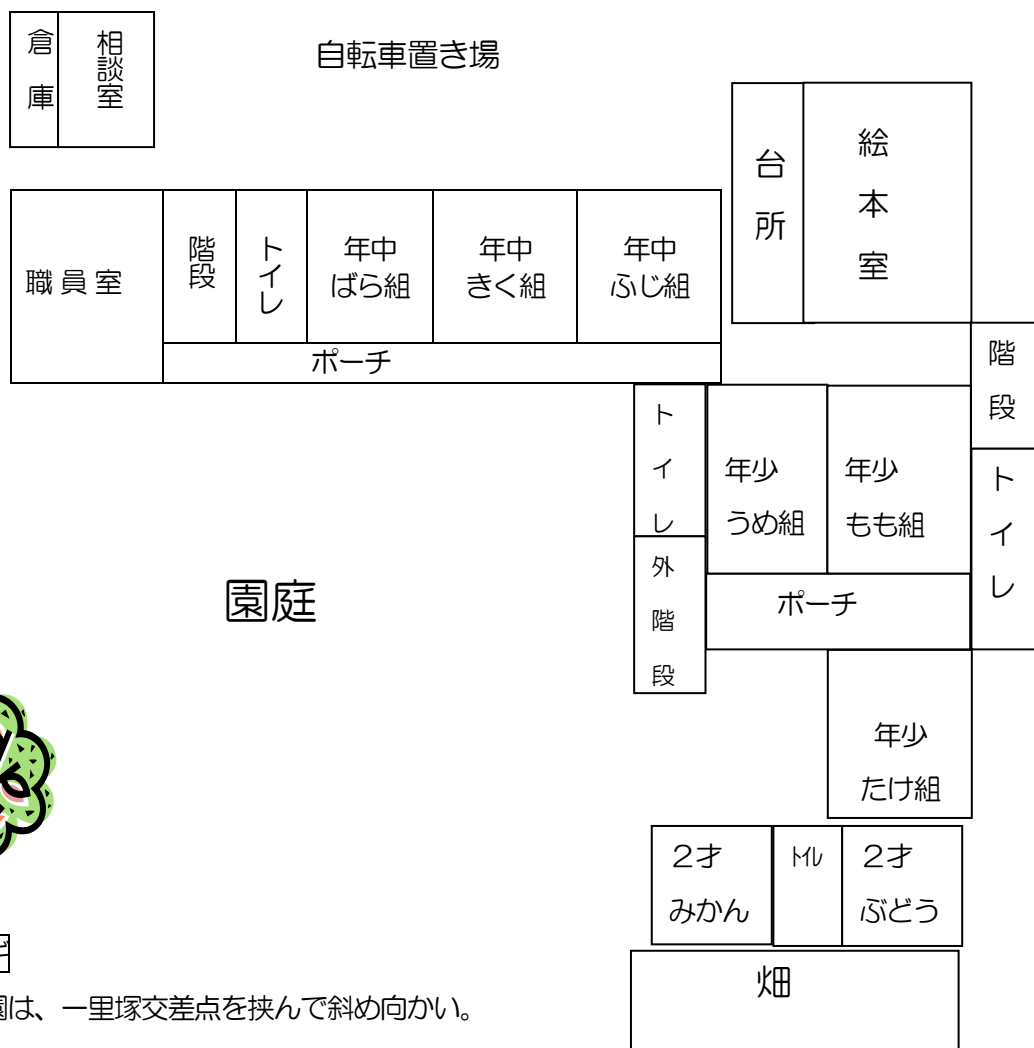 倉庫
相談室
自転車置き場
台所
絵本室
職員室
階段
トイレ
年中
ばら組
年中
きく組
年中
ふじ組
ポーチ
階段
トイレ
トイレ
外階段
年少
うめ組
年少
もも組
ポーチ
園庭
年少
たけ組
2才
みかん
トイレ
2才
ぶどう
畑
園は、一里塚交差点を挟んで斜め向かい。